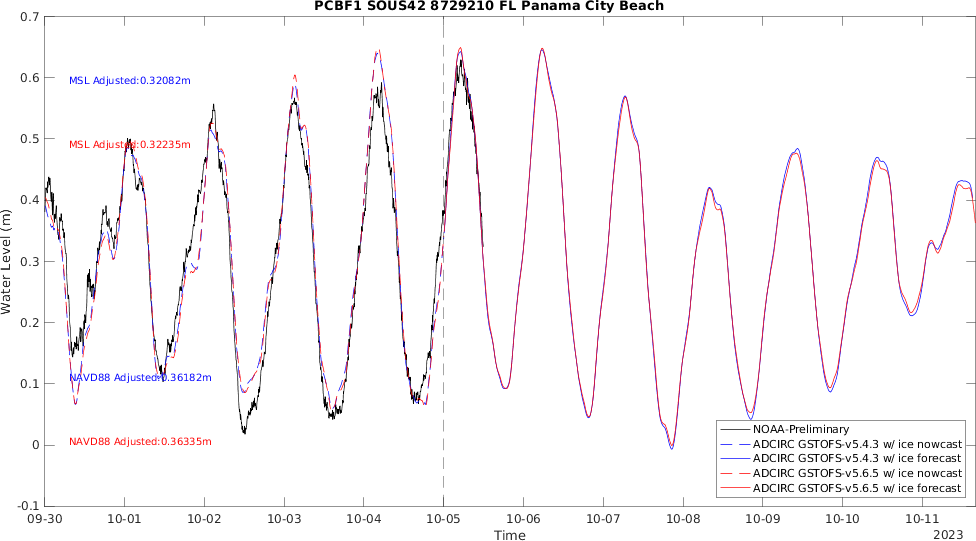 PCBF1 SOUS42 8729210 FL Panama City Beach
0.7
0.6
0.5
0.4
0.3
0.2
0.1
0
-0.1
Water Level (m)
MSL Adjusted:0.32082m
MSL Adjusted:0.32235m
NAVD88 Adjusted:0.36182m
NAVD88 Adjusted:0.36335m
NOAA-Preliminary
ADCIRC GSTOFS-v5.4.3 w/ ice nowcast
ADCIRC GSTOFS-v5.4.3 w/ ice forecast
ADCIRC GSTOFS-v5.6.5 w/ ice nowcast
ADCIRC GSTOFS-v5.6.5 w/ ice forecast
09-30 10-01 10-02 10-03 10-04 10-05 10-06 10-07 10-08 10-09 10-10 10-11
2023
Time